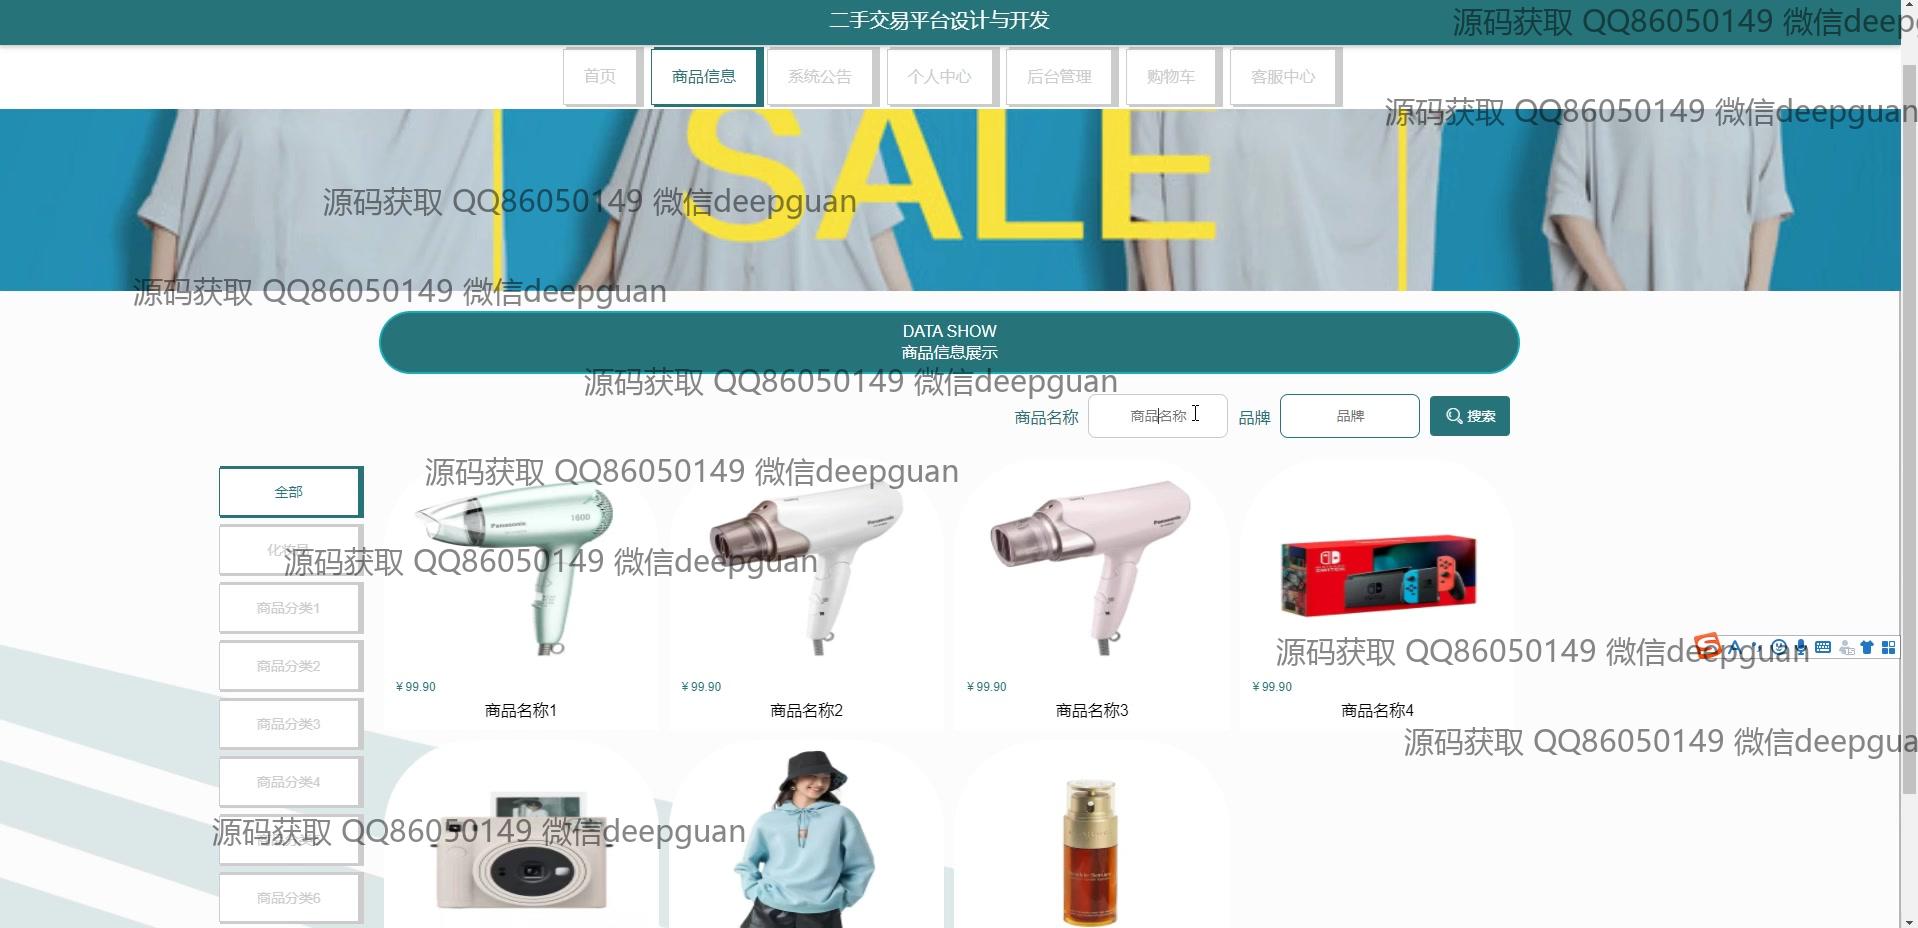 二手交易平台设计与开发
源码获取 QQ86050149 微信deepg
首页
商品信息
系统公告
个人中心
后台管理
购物车
客服中心
源码获取 QQ86050149 微信deepguan
SALE
源码获取 QQ86050149 微信deepguan
源码获取 QQ86050149 微信deepguan
DATA SHOW
商品信息展示
源码获取 QQ86050149 微信deepguan
商品名称
商品名称
品牌
品牌
搜索
源码获取 QQ86050149 微信deepguan
全部
Panasonic
1600
Panasonic
Panasonic
源码获取 QQ86050149 微信deepguan
商品分类1
源码获取 QQ86050149 微信deepguan
商品分类2
¥ 99.90
¥ 99.90
¥ 99.90
¥ 99.90
商品名称1
商品名称2
商品名称3
商品名称4
商品分类3
源码获取 QQ86050149 微信deepgua
商品分类4
源码获取 QQ86050149 微信deepguan
商品分类6